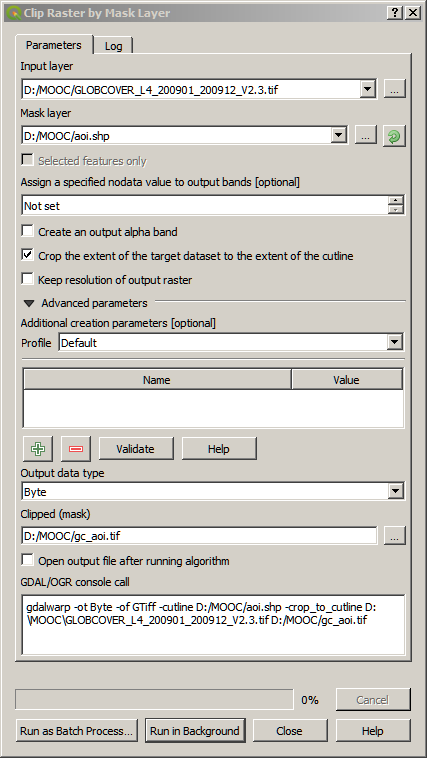 Clip Raster by Mask Layer
Parameters
Log
Input layer
D:/MOOC/GLOBCOVER_L4_200901_200912_V2.3.tif
...
Mask layer
D:/MOOC/aoi.shp
...
Selected features only
Assign a specified nodata value to output bands [optional]
Not set
Create an output alpha band
Crop the extent of the target dataset to the extent of the cutline
Keep resolution of output raster
Advanced parameters
Additional creation parameters [optional]
Profile Default
Name Value
Validate Help
Output data type
Byte
Clipped (mask)
D:/MOOC/gc_aoi.tif
...
Open output file after running algorithm
GDAL/OGR console call
gdalwarp -ot Byte -of GTiff -cutline D:/MOOC/aoi.shp -crop_to_cutline D:
\MOOC\GLOBCOVER_L4_200901_200912_V2.3.tif D:/MOOC/gc_aoi.tif
0% Cancel
Run as Batch Process... Run in Background Close Help